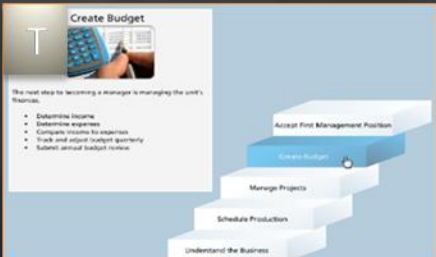 T
Create Budget
The next step to becoming a manager is managing the unit's
finances.
Determine income
Determine expenses
Compare income to expenses
Track and adjust budget quarterly
Submit annual budget review
Accept First Management Position
Create Budget
Manage Projects
Schedule Production
Understand the Business